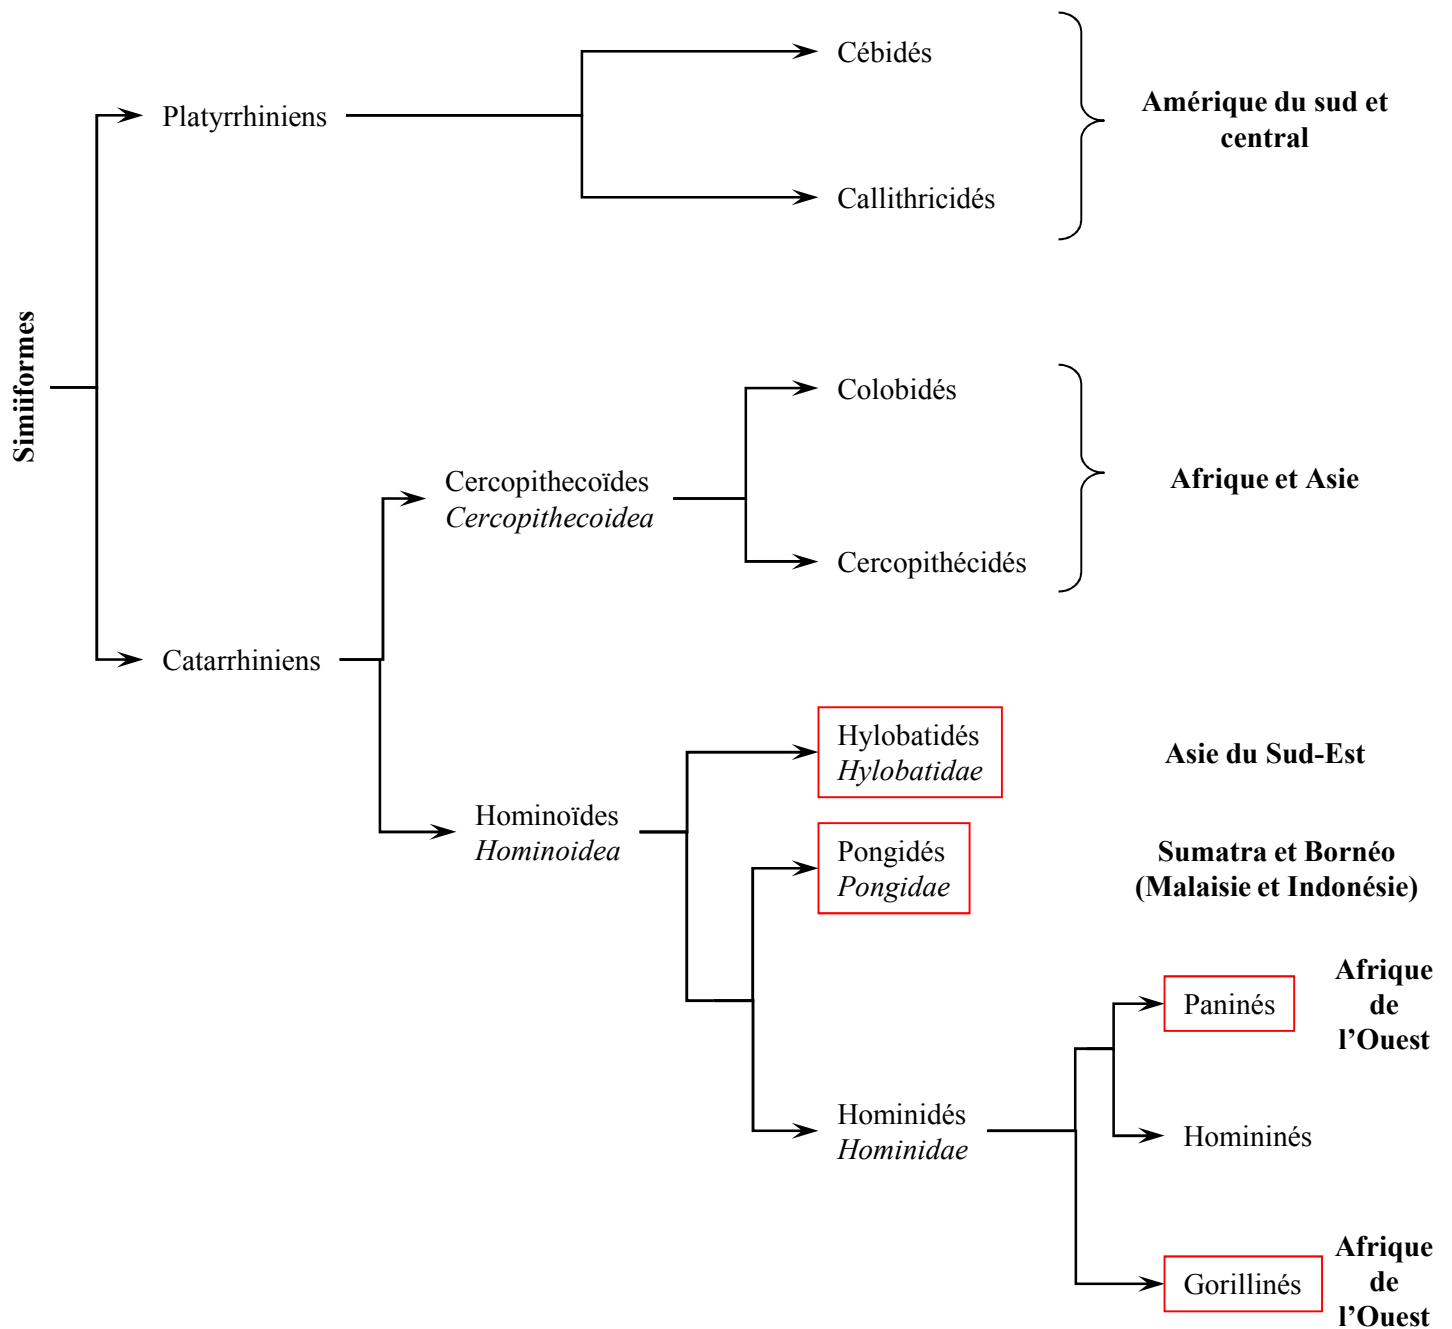 Simiiformes
Platyrrhiniens
Cébidés
Callithricidés
Amérique du sud et
central
Catarrhiniens
Cercopithecoïdes
Cercopithecoidea
Colobidés
Cercopithécidés
Afrique et Asie
Hominoïdes
Hominoidea
Hylobatidés
Hylobatidae
Asie du Sud-Est
Pongidés
Pongidae
Sumatra et Bornéo
(Malaisie et Indonésie)
Hominidés
Hominidae
Paninés
Afrique
de
l’Ouest
Homininés
Gorillinés
Afrique
de
l’Ouest